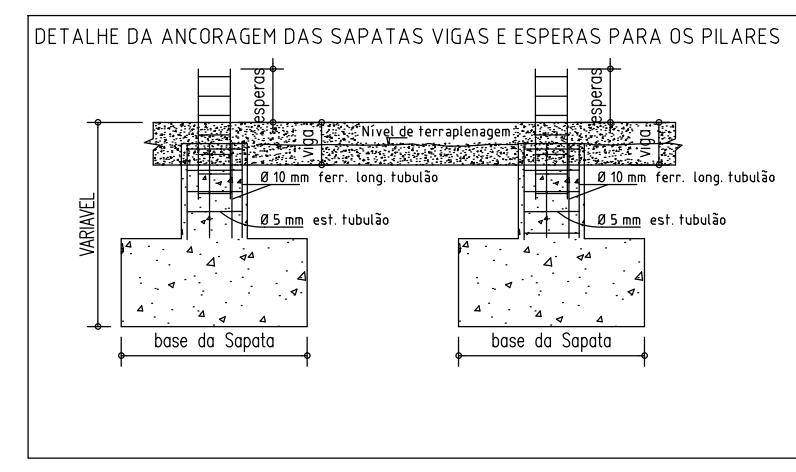 DETALHE DA ANCORAGEM DAS SAPATAS VIGAS E ESPERAS PARA OS PILARES
esperas
esperas
Nível de terraplenagem
viga
viga
Ø 10 mm ferr. long. tubulão
Ø 10 mm ferr. long. tubulão
VARIAVEL
Ø 5 mm est. tubulão
Ø 5 mm est. tubulão
base da Sapata
base da Sapata